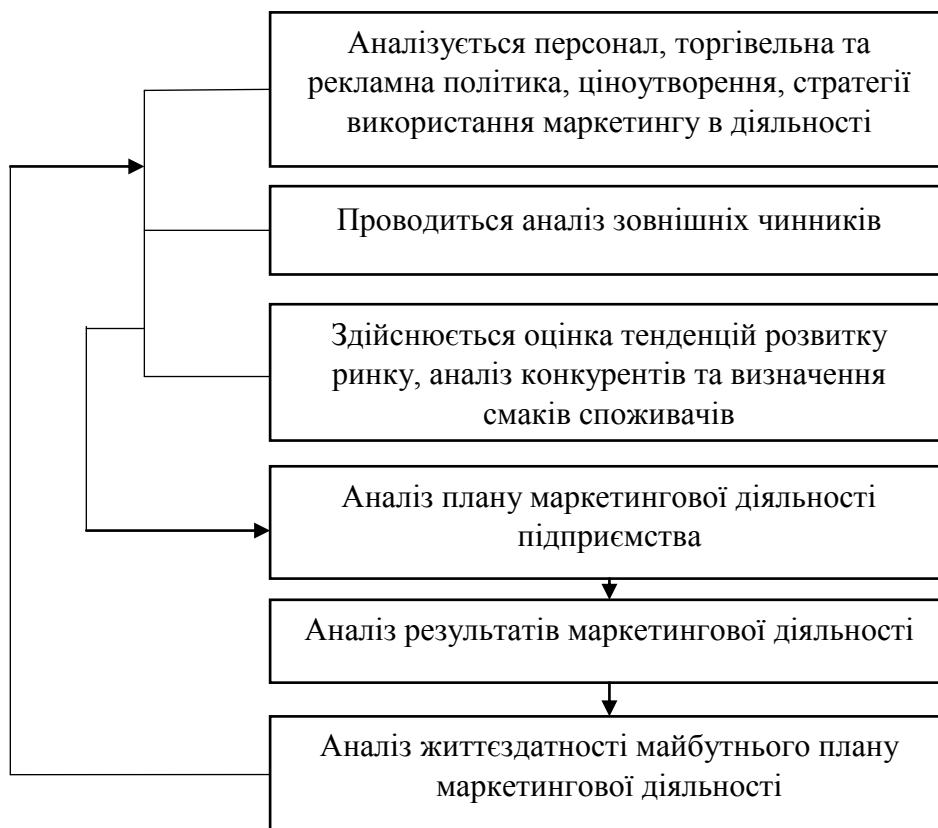 Аналізується персонал, торгівельна та
рекламна політика, ціноутворення, стратегії
використання маркетингу в діяльності
Проводиться аналіз зовнішніх чинників
Здійснюється оцінка тенденцій розвитку
ринку, аналіз конкурентів та визначення
смаків споживачів
Аналіз плану маркетингової діяльності
підприємства
Аналіз результатів маркетингової діяльності
Аналіз життєздатності майбутнього плану
маркетингової діяльності